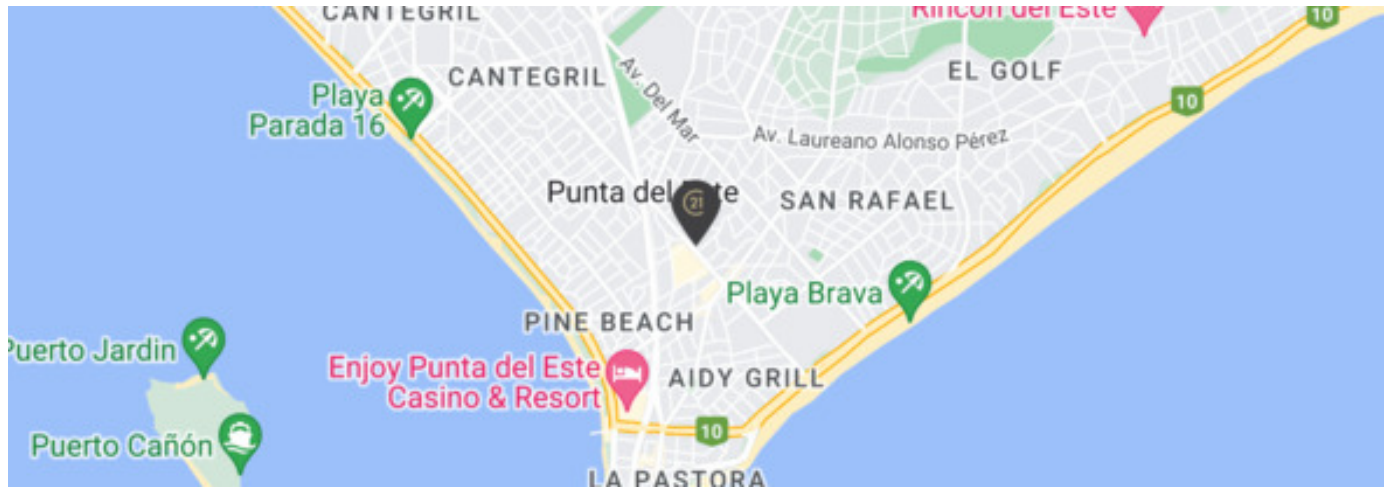 CANTEGRIL
Rincón del Este
10
CANTEGRIL
Av. Del Mar
EL GOLF
Playa
Parada 16
10
Av. Laureano Alonso Pérez
Punta del Este
21
SAN RAFAEL
Playa Brava
PINE BEACH
Puerto Jardin
Enjoy Punta del Este
Casino & Resort
AIDY GRILL
10
Puerto Cañón
LA PASTORA